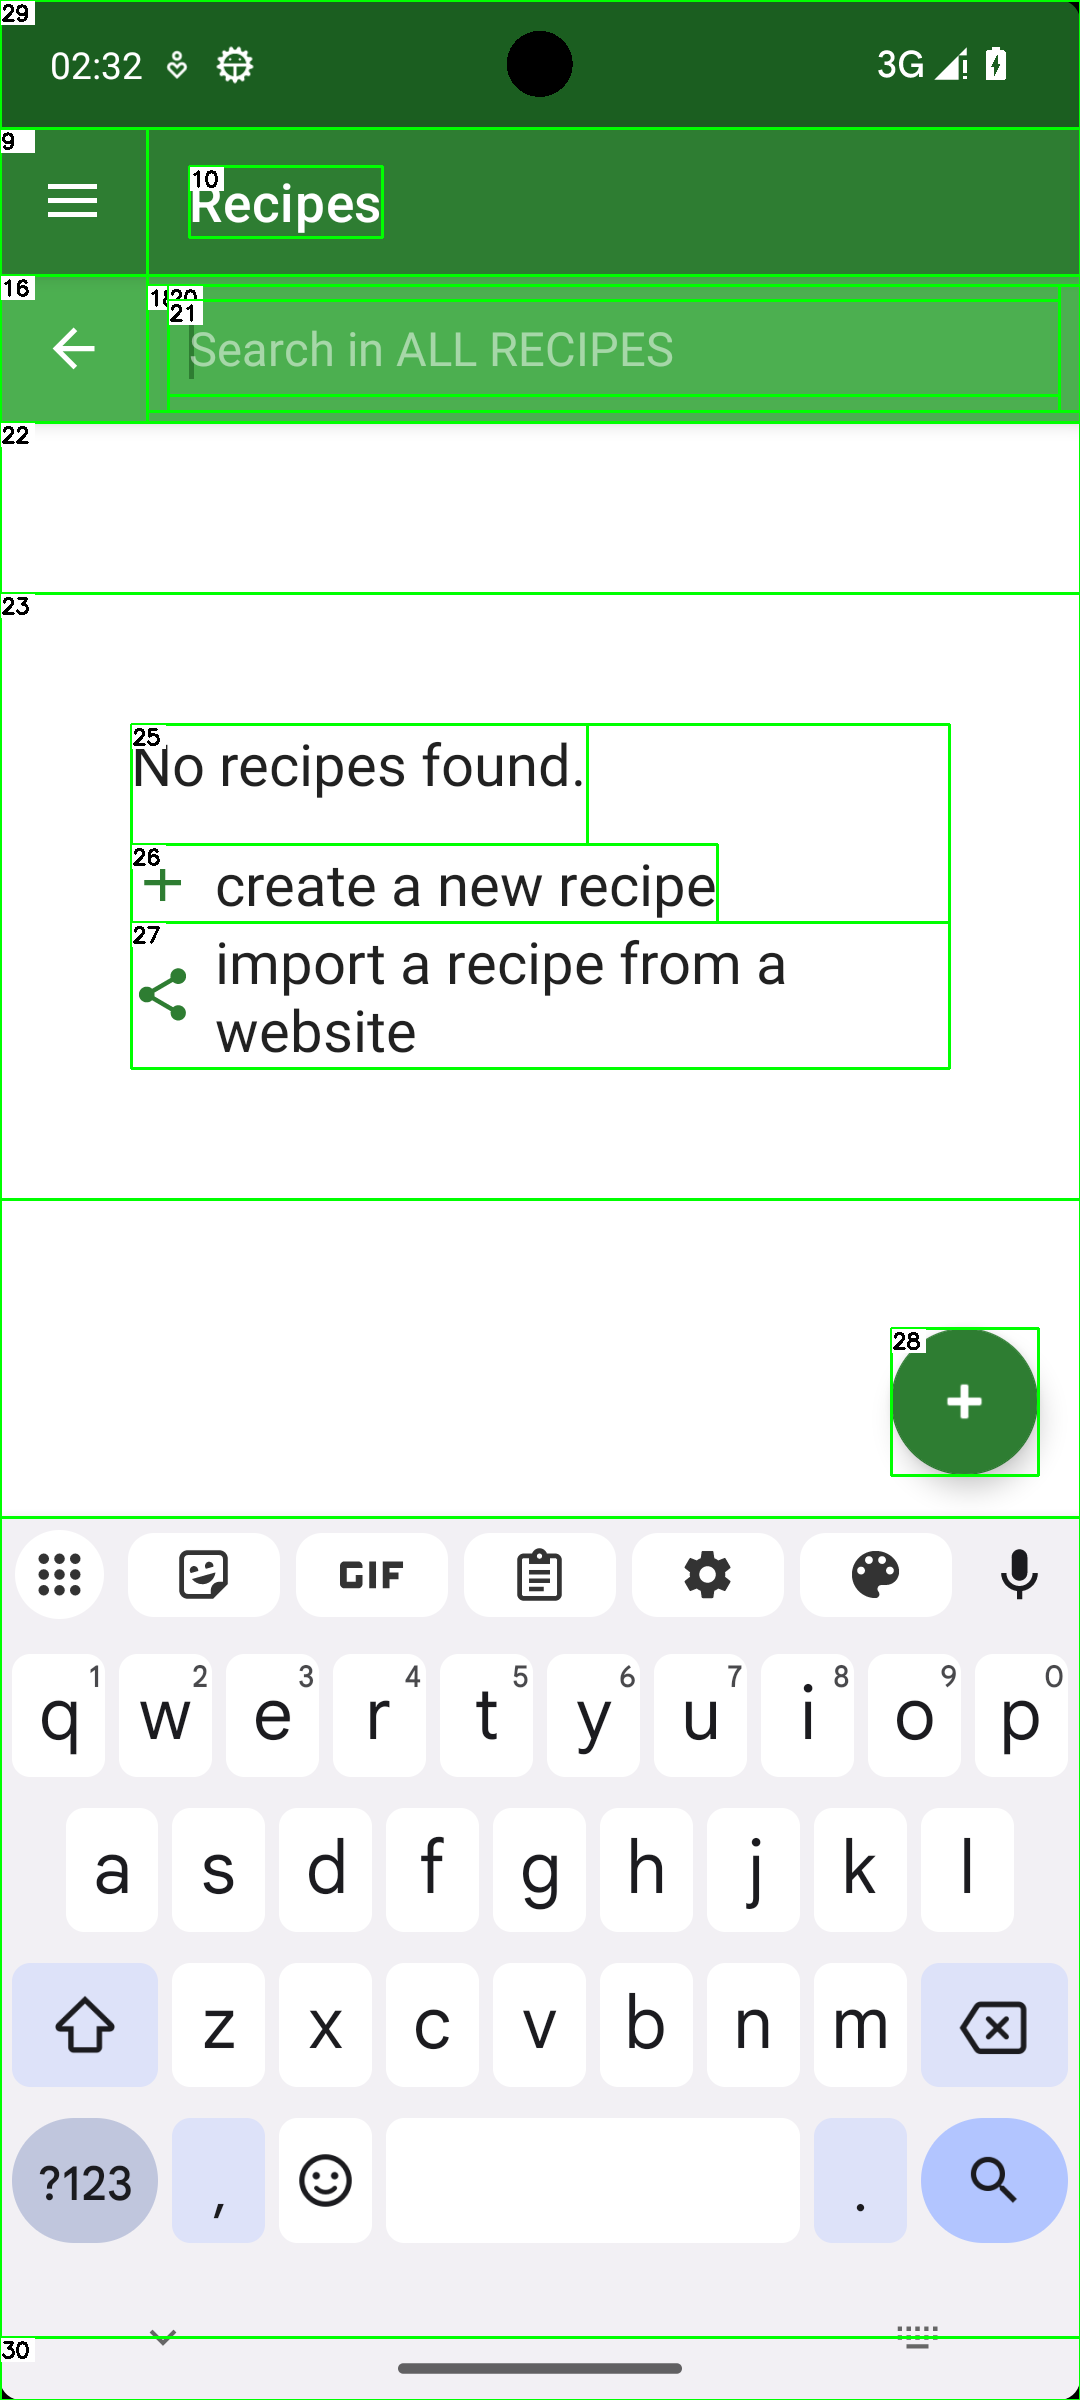 29
02:32
3G
9
10
Recipes
16
18
20
21
Search in ALL RECIPES
22
23
25
No recipes found.
26
create a new recipe
27
import a recipe from a
website
28
GIF
q 1 w 2 e 3 r 4 t 5 y 6 u 7 i 8 o 9 p 0
a s d f g h j k l
z x c v b n m
?123 , .
30